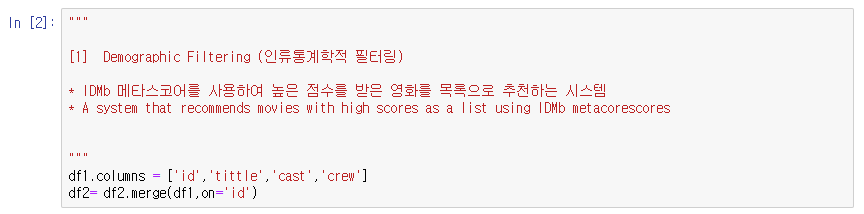 In [2]:
"""
[1]  Demographic Filtering (인류통계학적 필터링)
* IDMb 메타스코어를 사용하여 높은 점수를 받은 영화를 목록으로 추천하는 시스템
* A system that recommends movies with high scores as a list using IDMb metacorescores
"""
df1.columns = ['id','tittle','cast','crew']
df2= df2.merge(df1,on='id')